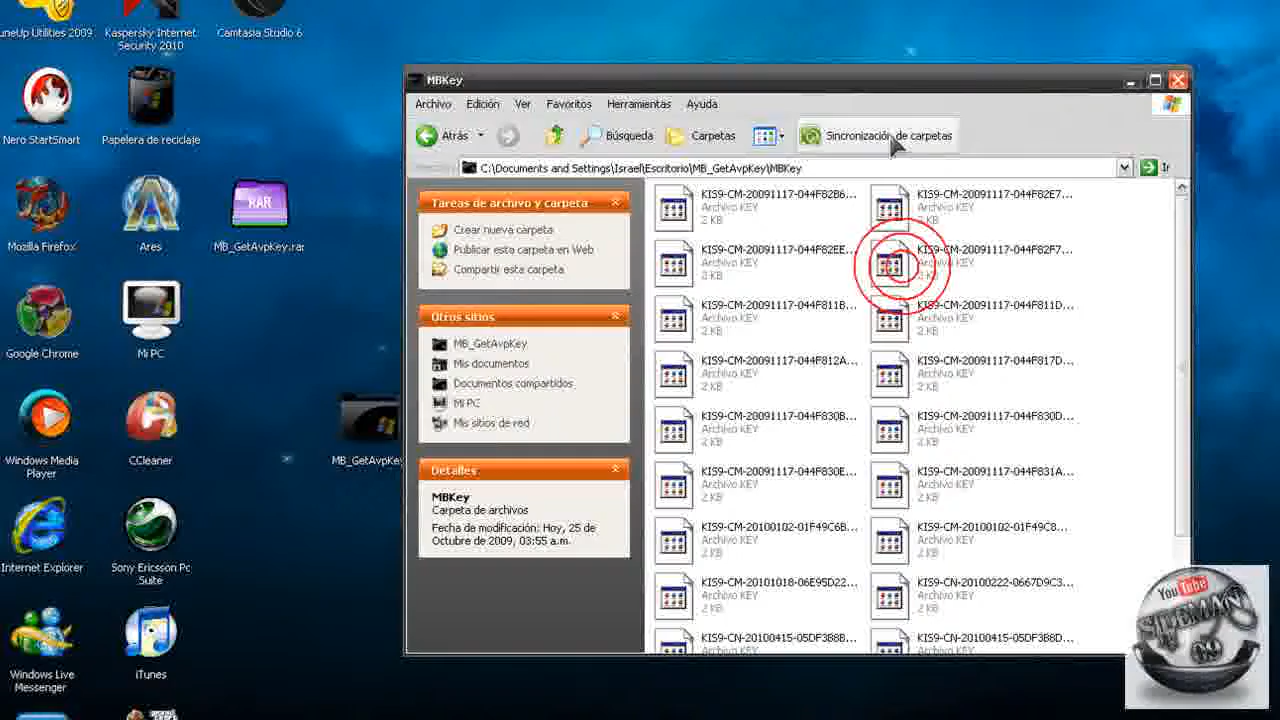 uneUp Utilities 2009
Kaspersky Internet
Security 2010
Camtasia Studio 6
Nero StartSmart
Papelera de reciclaje
Mozilla Firefox
Ares
RAR
MB_GetAvpKey.rar
Google Chrome
Mi PC
Windows Media
Player
CCleaner
MB_GetAvpKey
Internet Explorer
Sony Ericsson Pc
Suite
Windows Live
Messenger
iTunes
MBKey
Archivo Edición Ver Favoritos Herramientas Ayuda
Atrás Búsqueda Carpetas Sincronización de carpetas
C:\Documents and Settings\Israel\Escritorio\MB_GetAvpKey\MBKey Ir
Tareas de archivo y carpeta
Crear nueva carpeta
Publicar esta carpeta en Web
Compartir esta carpeta
Otros sitios
MB_GetAvpKey
Mis documentos
Documentos compartidos
Mi PC
Mis sitios de red
Detalles
MBKey
Carpeta de archivos
Fecha de modificación: Hoy, 25 de
Octubre de 2009, 03:55 a.m.
KIS9-CM-20091117-044F82B6... KIS9-CM-20091117-044F82E7...
Archivo KEY Archivo KEY
2 KB 2 KB
KIS9-CM-20091117-044F82EE... KIS9-CM-20091117-044F82F7...
Archivo KEY Archivo KEY
KIS9-CM-20091117-044F811B... KIS9-CM-20091117-044F811D...
Archivo KEY Archivo KEY
2 KB 2 KB
KIS9-CM-20091117-044F812A... KIS9-CM-20091117-044F817D...
Archivo KEY Archivo KEY
2 KB 2 KB
KIS9-CM-20091117-044F830B... KIS9-CM-20091117-044F830D...
Archivo KEY Archivo KEY
2 KB 2 KB
KIS9-CM-20091117-044F830E... KIS9-CM-20091117-044F831A...
Archivo KEY Archivo KEY
2 KB 2 KB
KIS9-CM-20100102-01F49C6B... KIS9-CM-20100102-01F49C8...
Archivo KEY Archivo KEY
2 KB 2 KB
KIS9-CM-20101018-06E95D22... KIS9-CN-20100222-0667D9C3...
Archivo KEY Archivo KEY
2 KB 2 KB
KIS9-CN-20100415-05DF3B8B... KIS9-CN-20100415-05DF3B8D...
Archivo KEY Archivo KEY
You Tube
09